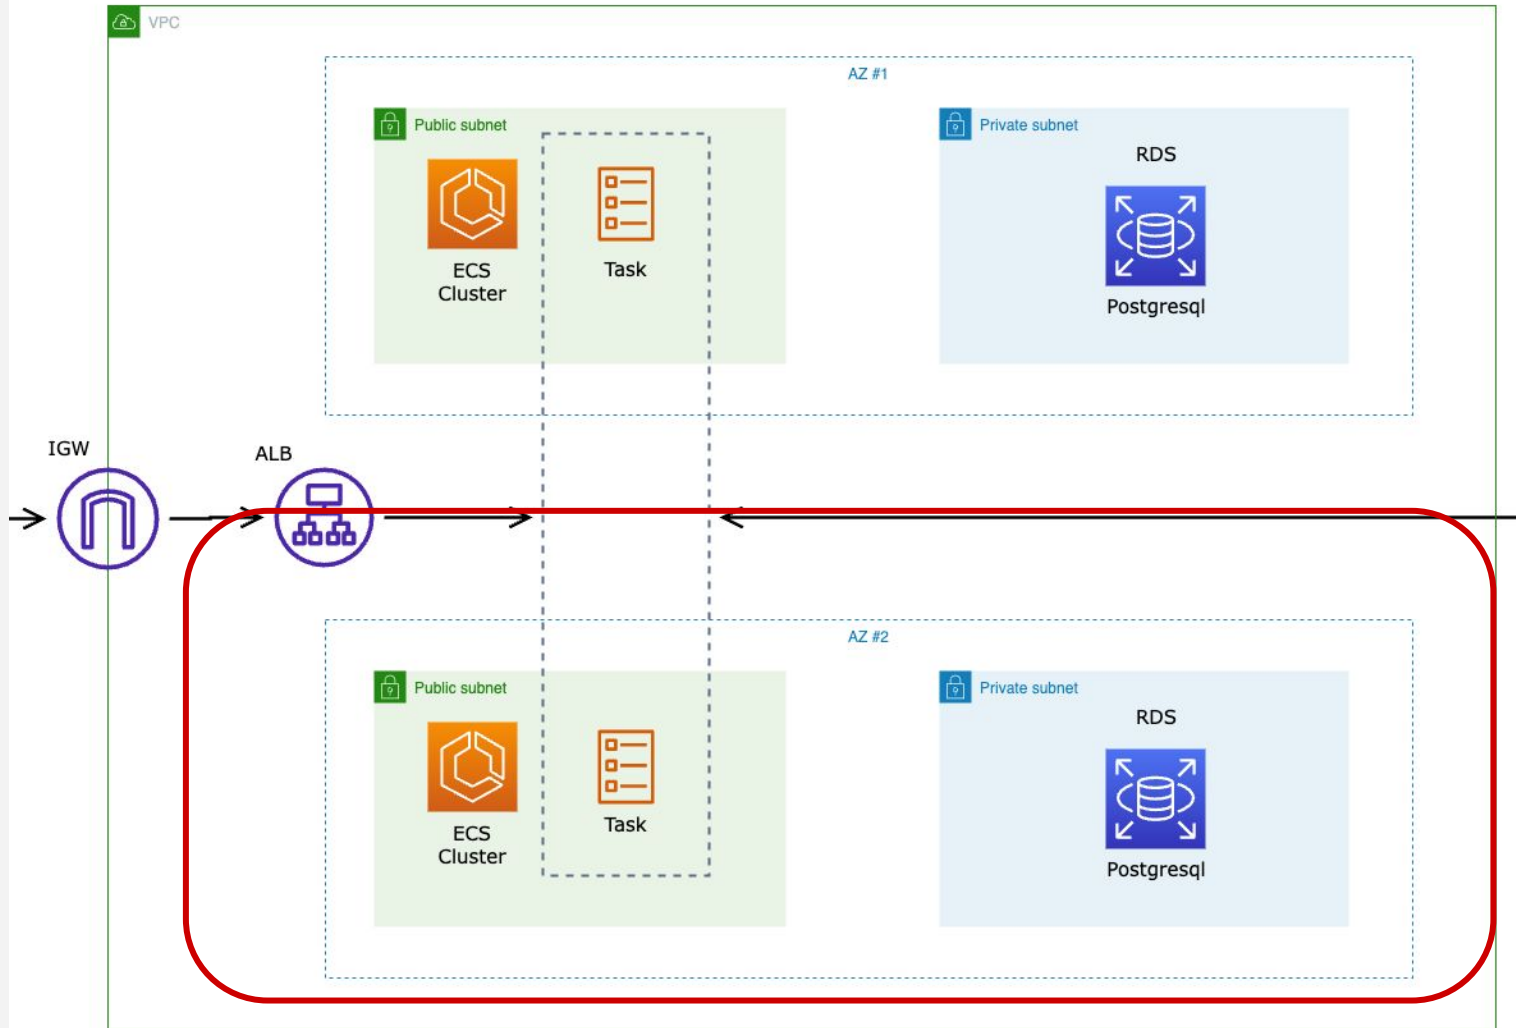 VPC
AZ #1
Public subnet
Private subnet
RDS
ECS
Cluster
Task
Postgresql
IGW
ALB
AZ #2
Public subnet
Private subnet
RDS
ECS
Cluster
Task
Postgresql